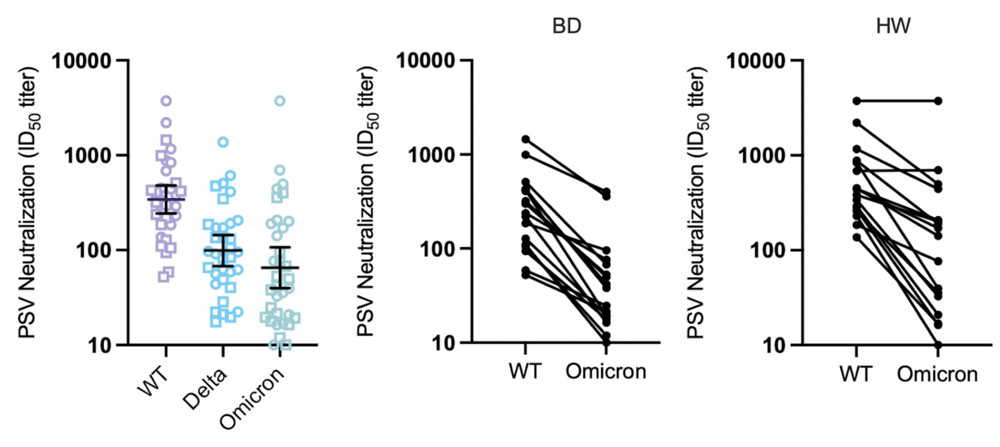 PSV Neutralization (ID50 titer)
10000
1000
100
10
WT
Delta
Omicron
BD
PSV Neutralization (ID50 titer)
10000
1000
100
10
WT Omicron
HW
PSV Neutralization (ID50 titer)
10000
1000
100
10
WT Omicron